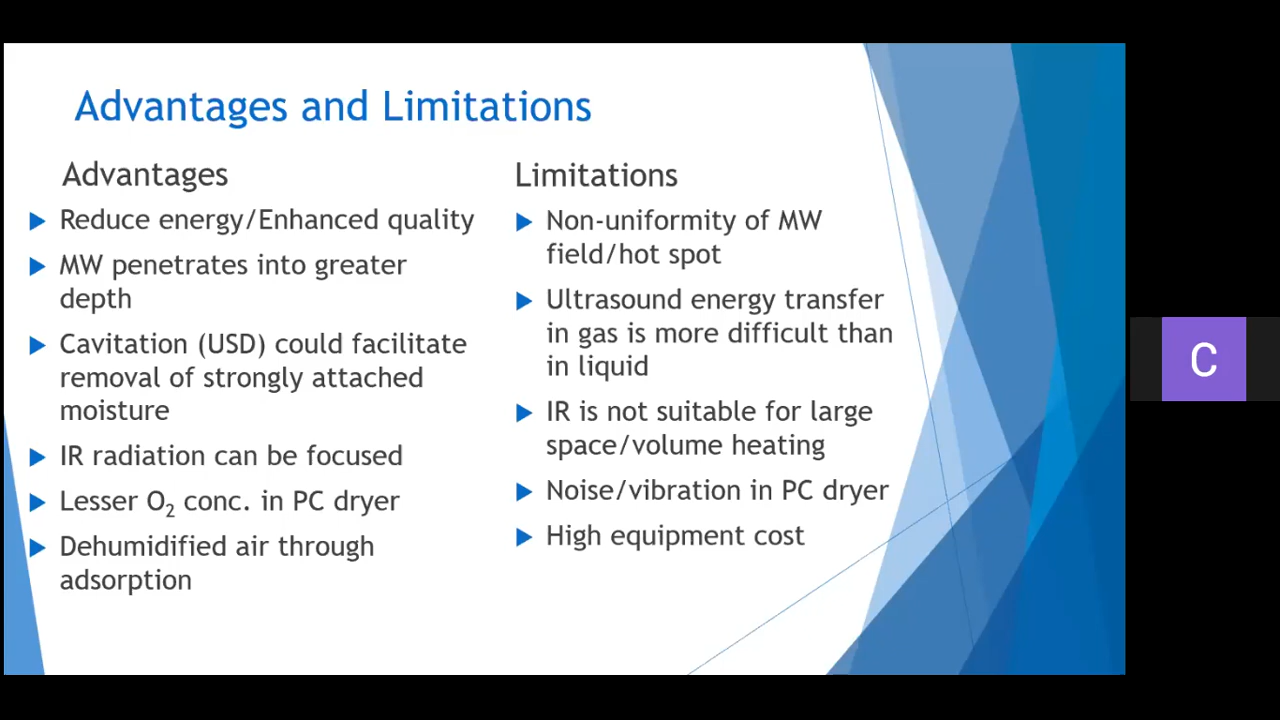 Advantages and Limitations
Advantages
Reduce energy/Enhanced quality
MW penetrates into greater
depth
Cavitation (USD) could facilitate
removal of strongly attached
moisture
IR radiation can be focused
Lesser O2 conc. in PC dryer
Dehumidified air through
adsorption
Limitations
Non-uniformity of MW
field/hot spot
Ultrasound energy transfer
in gas is more difficult than
in liquid
IR is not suitable for large
space/volume heating
Noise/vibration in PC dryer
High equipment cost
C